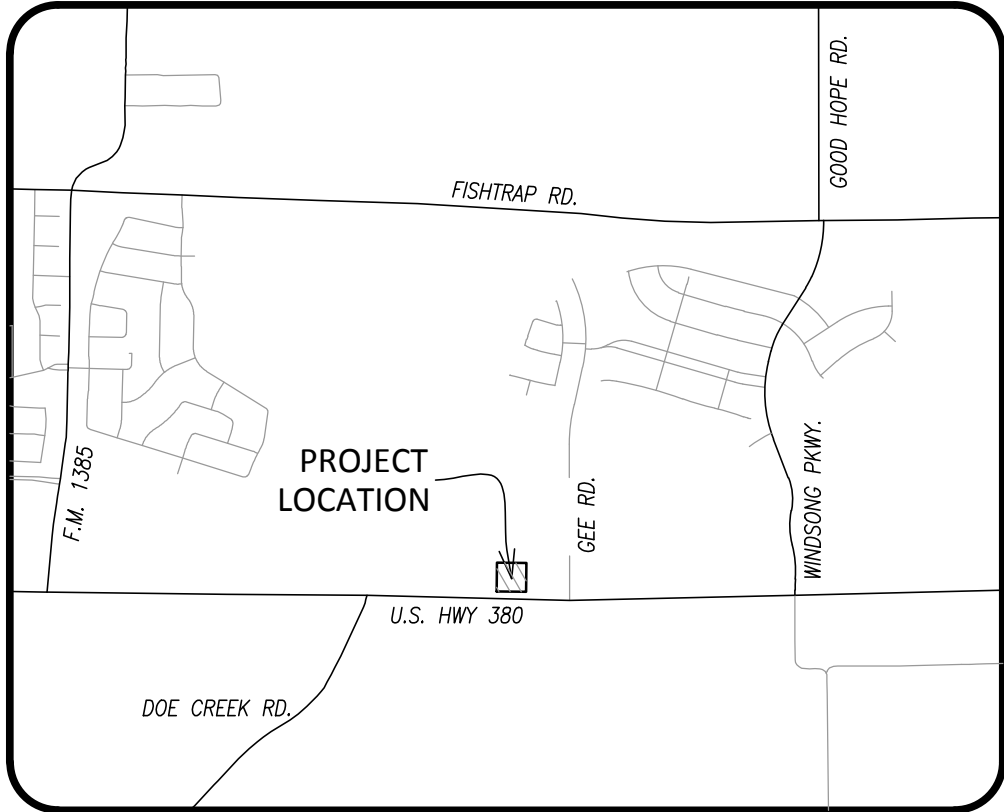 GOOD HOPE RD.
FISHTRAP RD.
F.M. 1385
PROJECT
LOCATION
GEE RD.
WINDSONG PKWY.
U.S. HWY 380
DOE CREEK RD.